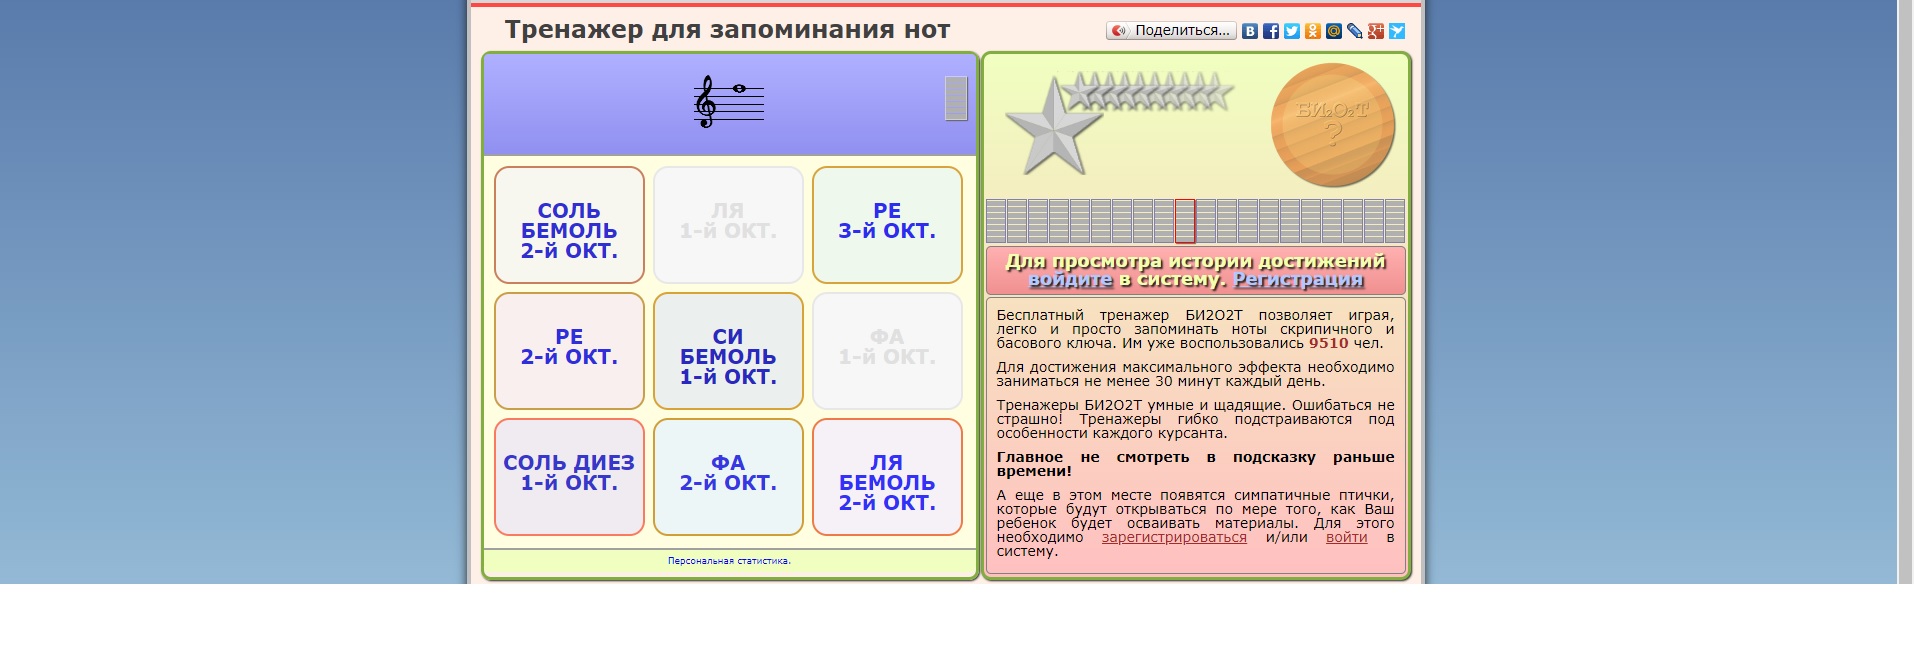 Тренажер для запоминания нот
Поделиться...
СОЛЬ
БЕМОЛЬ
2-й ОКТ.
ЛЯ
1-й ОКТ.
РЕ
3-й ОКТ.
РЕ
2-й ОКТ.
СИ
БЕМОЛЬ
1-й ОКТ.
ФА
1-й ОКТ.
СОЛЬ ДИЕЗ
1-й ОКТ.
ФА
2-й ОКТ.
ЛЯ
БЕМОЛЬ
2-й ОКТ.
Персональная статистика.
БИ2О2Т
?
Для просмотра истории достижений
войдите в систему. Регистрация
Бесплатный тренажер БИ2О2Т позволяет играя,
легко и просто запоминать ноты скрипичного и
басового ключа. Им уже воспользовались 9510 чел.
Для достижения максимального эффекта необходимо
заниматься не менее 30 минут каждый день.
Тренажеры БИ2О2Т умные и щадящие. Ошибаться не
страшно! Тренажеры гибко подстраиваются под
особенности каждого курсанта.
Главное не смотреть в подсказку раньше
времени!
А еще в этом месте появятся симпатичные птички,
которые будут открываться по мере того, как Ваш
ребенок будет осваивать материалы. Для этого
необходимо зарегистрироваться и/или войти в
систему.